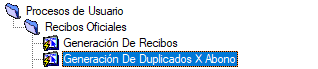 Procesos de Usuario
Recibos Oficiales
Generación De Recibos
Generación De Duplicados X Abono